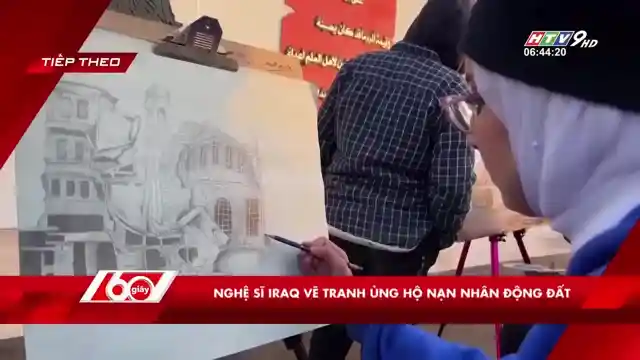 TIẾP THEO
HTV9HD
06:44:20
60 giây
NGHỆ SĨ IRAQ VẼ TRANH ỦNG HỘ NẠN NHÂN ĐỘNG ĐẤT